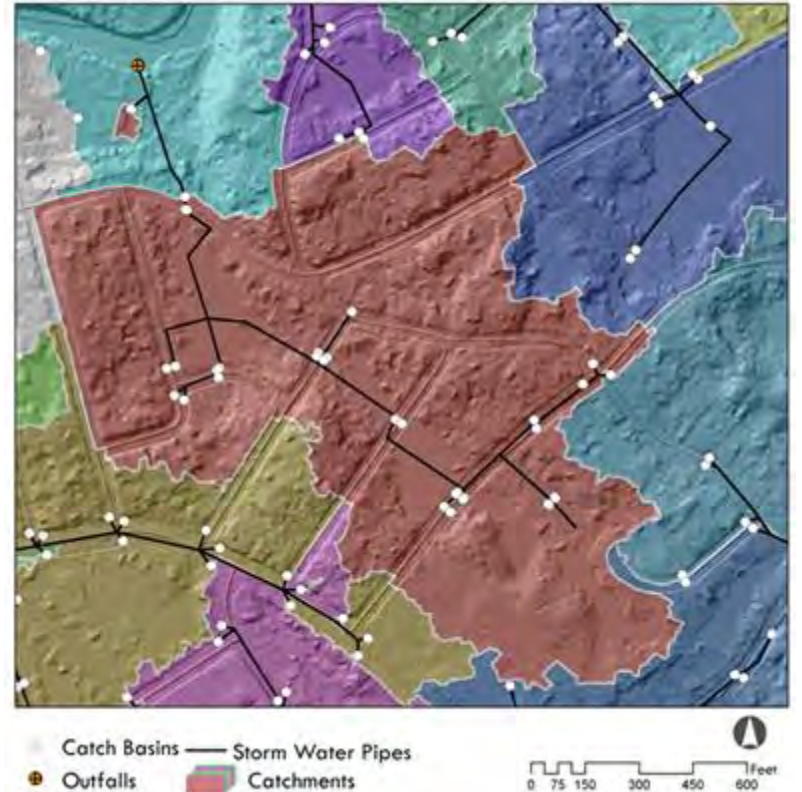 Catch Basins Storm Water Pipes
Outfalls Catchments
Feet
0 75 150 300 450 600